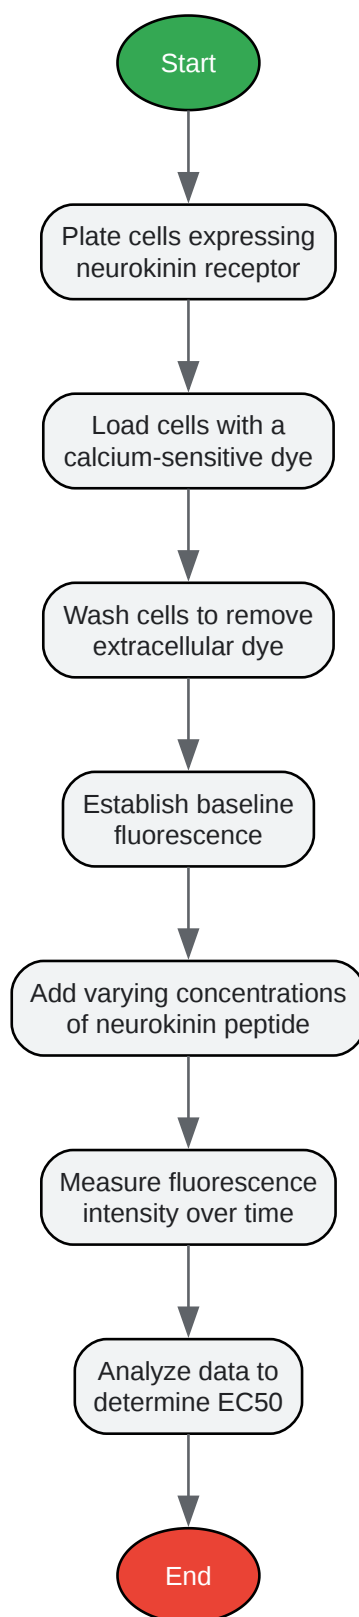 Start
Plate cells expressing
neurokinin receptor
Load cells with a
calcium-sensitive dye
Wash cells to remove
extracellular dye
Establish baseline
fluorescence
Add varying concentrations
of neurokinin peptide
Measure fluorescence
intensity over time
Analyze data to
determine EC50
End